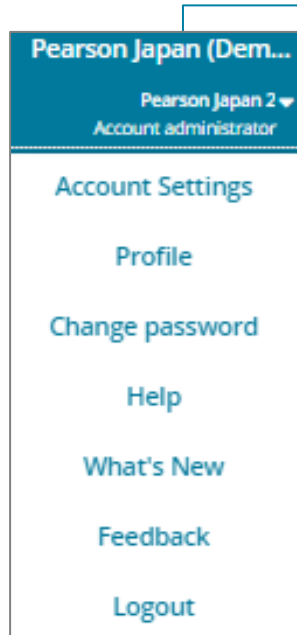 Pearson Japan (Dem...
Pearson Japan 2
Account administrator
Account Settings
Profile
Change password
Help
What's New
Feedback
Logout